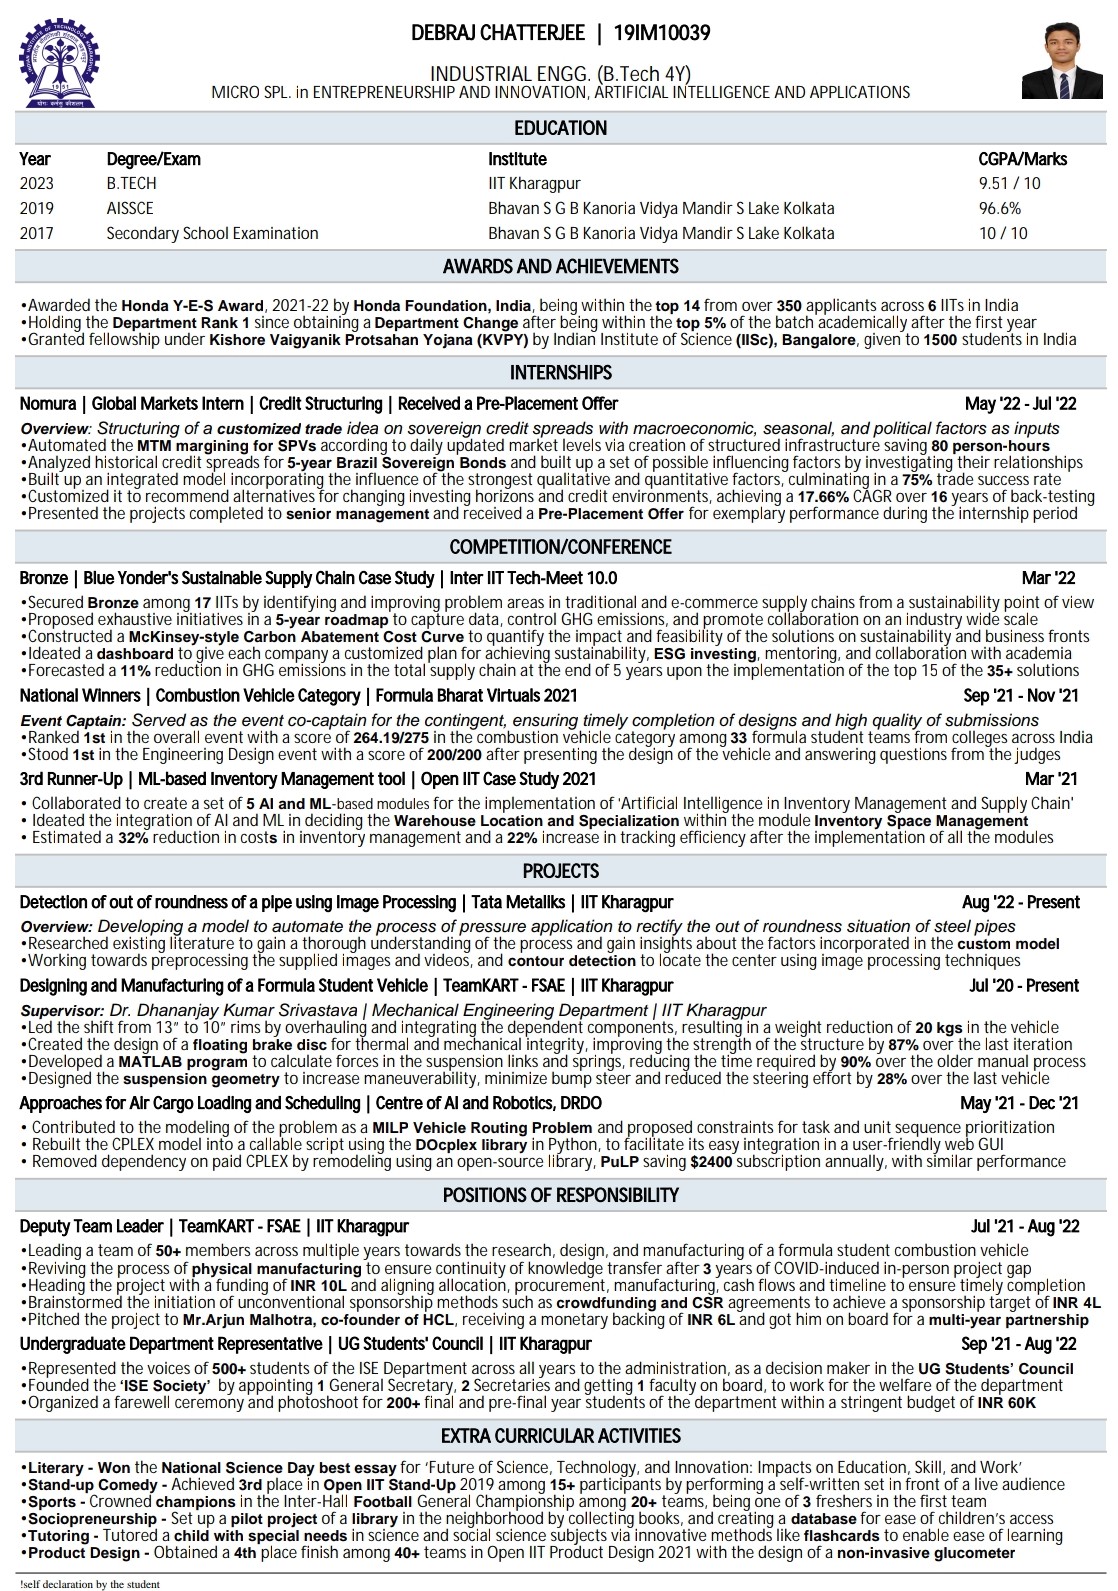 DEBRAJ CHATTERJEE | 19IM10039
INDUSTRIAL ENGG. (B.Tech 4Y)
MICRO SPL. in ENTREPRENEURSHIP AND INNOVATION, ARTIFICIAL INTELLIGENCE AND APPLICATIONS
EDUCATION
Year Degree/Exam Institute CGPA/Marks
2023 B.TECH IIT Kharagpur 9.51 / 10
2019 AISSCE Bhavan S G B Kanoria Vidya Mandir S Lake Kolkata 96.6%
2017 Secondary School Examination Bhavan S G B Kanoria Vidya Mandir S Lake Kolkata 10 / 10
AWARDS AND ACHIEVEMENTS
•Awarded the Honda Y-E-S Award, 2021-22 by Honda Foundation, India, being within the top 14 from over 350 applicants across 6 IITs in India
•Holding the Department Rank 1 since obtaining a Department Change after being within the top 5% of the batch academically after the first year
•Granted fellowship under Kishore Vaigyanik Protsahan Yojana (KVPY) by Indian Institute of Science (IISc), Bangalore, given to 1500 students in India
INTERNSHIPS
Nomura | Global Markets Intern | Credit Structuring | Received a Pre-Placement Offer May '22 - Jul '22
Overview: Structuring of a customized trade idea on sovereign credit spreads with macroeconomic, seasonal, and political factors as inputs
•Automated the MTM margining for SPVs according to daily updated market levels via creation of structured infrastructure saving 80 person-hours
•Analyzed historical credit spreads for 5-year Brazil Sovereign Bonds and built up a set of possible influencing factors by investigating their relationships
•Built up an integrated model incorporating the influence of the strongest qualitative and quantitative factors, culminating in a 75% trade success rate
•Customized it to recommend alternatives for changing investing horizons and credit environments, achieving a 17.66% CAGR over 16 years of back-testing
•Presented the projects completed to senior management and received a Pre-Placement Offer for exemplary performance during the internship period
COMPETITION/CONFERENCE
Bronze | Blue Yonder's Sustainable Supply Chain Case Study | Inter IIT Tech-Meet 10.0 Mar '22
•Secured Bronze among 17 IITs by identifying and improving problem areas in traditional and e-commerce supply chains from a sustainability point of view
•Proposed exhaustive initiatives in a 5-year roadmap to capture data, control GHG emissions, and promote collaboration on an industry wide scale
•Constructed a McKinsey-style Carbon Abatement Cost Curve to quantify the impact and feasibility of the solutions on sustainability and business fronts
•Ideated a dashboard to give each company a customized plan for achieving sustainability, ESG investing, mentoring, and collaboration with academia
•Forecasted a 11% reduction in GHG emissions in the total supply chain at the end of 5 years upon the implementation of the top 15 of the 35+ solutions
National Winners | Combustion Vehicle Category | Formula Bharat Virtuals 2021 Sep '21 - Nov '21
Event Captain: Served as the event co-captain for the contingent, ensuring timely completion of designs and high quality of submissions
•Ranked 1st in the overall event with a score of 264.19/275 in the combustion vehicle category among 33 formula student teams from colleges across India
•Stood 1st in the Engineering Design event with a score of 200/200 after presenting the design of the vehicle and answering questions from the judges
3rd Runner-Up | ML-based Inventory Management tool | Open IIT Case Study 2021 Mar '21
• Collaborated to create a set of 5 AI and ML-based modules for the implementation of 'Artificial Intelligence in Inventory Management and Supply Chain'
• Ideated the integration of AI and ML in deciding the Warehouse Location and Specialization within the module Inventory Space Management
• Estimated a 32% reduction in costs in inventory management and a 22% increase in tracking efficiency after the implementation of all the modules
PROJECTS
Detection of out of roundness of a pipe using Image Processing | Tata Metaliks | IIT Kharagpur Aug '22 - Present
Overview: Developing a model to automate the process of pressure application to rectify the out of roundness situation of steel pipes
•Researched existing literature to gain a thorough understanding of the process and gain insights about the factors incorporated in the custom model
•Working towards preprocessing the supplied images and videos, and contour detection to locate the center using image processing techniques
Designing and Manufacturing of a Formula Student Vehicle | TeamKART - FSAE | IIT Kharagpur Jul '20 - Present
Supervisor: Dr. Dhananjay Kumar Srivastava | Mechanical Engineering Department | IIT Kharagpur
•Led the shift from 13” to 10” rims by overhauling and integrating the dependent components, resulting in a weight reduction of 20 kgs in the vehicle
•Created the design of a floating brake disc for thermal and mechanical integrity, improving the strength of the structure by 87% over the last iteration
•Developed a MATLAB program to calculate forces in the suspension links and springs, reducing the time required by 90% over the older manual process
•Designed the suspension geometry to increase maneuverability, minimize bump steer and reduced the steering effort by 28% over the last vehicle
Approaches for Air Cargo Loading and Scheduling | Centre of AI and Robotics, DRDO May '21 - Dec '21
• Contributed to the modeling of the problem as a MILP Vehicle Routing Problem and proposed constraints for task and unit sequence prioritization
• Rebuilt the CPLEX model into a callable script using the DOcplex library in Python, to facilitate its easy integration in a user-friendly web GUI
• Removed dependency on paid CPLEX by remodeling using an open-source library, PuLP saving $2400 subscription annually, with similar performance
POSITIONS OF RESPONSIBILITY
Deputy Team Leader | TeamKART - FSAE | IIT Kharagpur Jul '21 - Aug '22
•Leading a team of 50+ members across multiple years towards the research, design, and manufacturing of a formula student combustion vehicle
•Reviving the process of physical manufacturing to ensure continuity of knowledge transfer after 3 years of COVID-induced in-person project gap
•Heading the project with a funding of INR 10L and aligning allocation, procurement, manufacturing, cash flows and timeline to ensure timely completion
•Brainstormed the initiation of unconventional sponsorship methods such as crowdfunding and CSR agreements to achieve a sponsorship target of INR 4L
•Pitched the project to Mr.Arjun Malhotra, co-founder of HCL, receiving a monetary backing of INR 6L and got him on board for a multi-year partnership
Undergraduate Department Representative | UG Students' Council | IIT Kharagpur Sep '21 - Aug '22
•Represented the voices of 500+ students of the ISE Department across all years to the administration, as a decision maker in the UG Students’ Council
•Founded the ‘ISE Society’ by appointing 1 General Secretary, 2 Secretaries and getting 1 faculty on board, to work for the welfare of the department
•Organized a farewell ceremony and photoshoot for 200+ final and pre-final year students of the department within a stringent budget of INR 60K
EXTRA CURRICULAR ACTIVITIES
•Literary - Won the National Science Day best essay for ‘Future of Science, Technology, and Innovation: Impacts on Education, Skill, and Work’
•Stand-up Comedy - Achieved 3rd place in Open IIT Stand-Up 2019 among 15+ participants by performing a self-written set in front of a live audience
•Sports - Crowned champions in the Inter-Hall Football General Championship among 20+ teams, being one of 3 freshers in the first team
•Sociopreneurship - Set up a pilot project of a library in the neighborhood by collecting books, and creating a database for ease of children’s access
•Tutoring - Tutored a child with special needs in science and social science subjects via innovative methods like flashcards to enable ease of learning
•Product Design - Obtained a 4th place finish among 40+ teams in Open IIT Product Design 2021 with the design of a non-invasive glucometer
!self declaration by the student